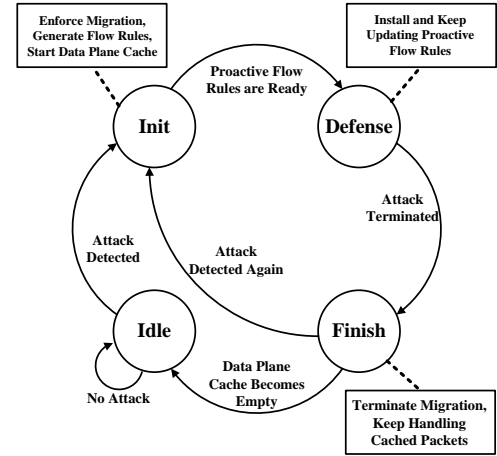 Enforce Migration,
Generate Flow Rules,
Start Data Plane Cache
Install and Keep
Updating Proactive
Flow Rules
Proactive Flow
Rules are Ready
Init
Defense
Attack
Terminated
Attack
Detected
Attack
Detected Again
Idle
Finish
No Attack
Data Plane
Cache Becomes
Empty
Terminate Migration,
Keep Handling
Cached Packets